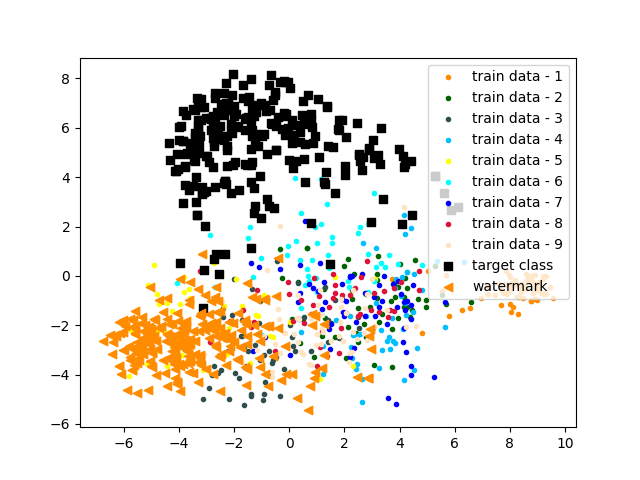 8
6
4
2
0
−2
−4
−6
−6
−4
−2
0
2
4
6
8
10
train data - 1
train data - 2
train data - 3
train data - 4
train data - 5
train data - 6
train data - 7
train data - 8
train data - 9
target class
watermark